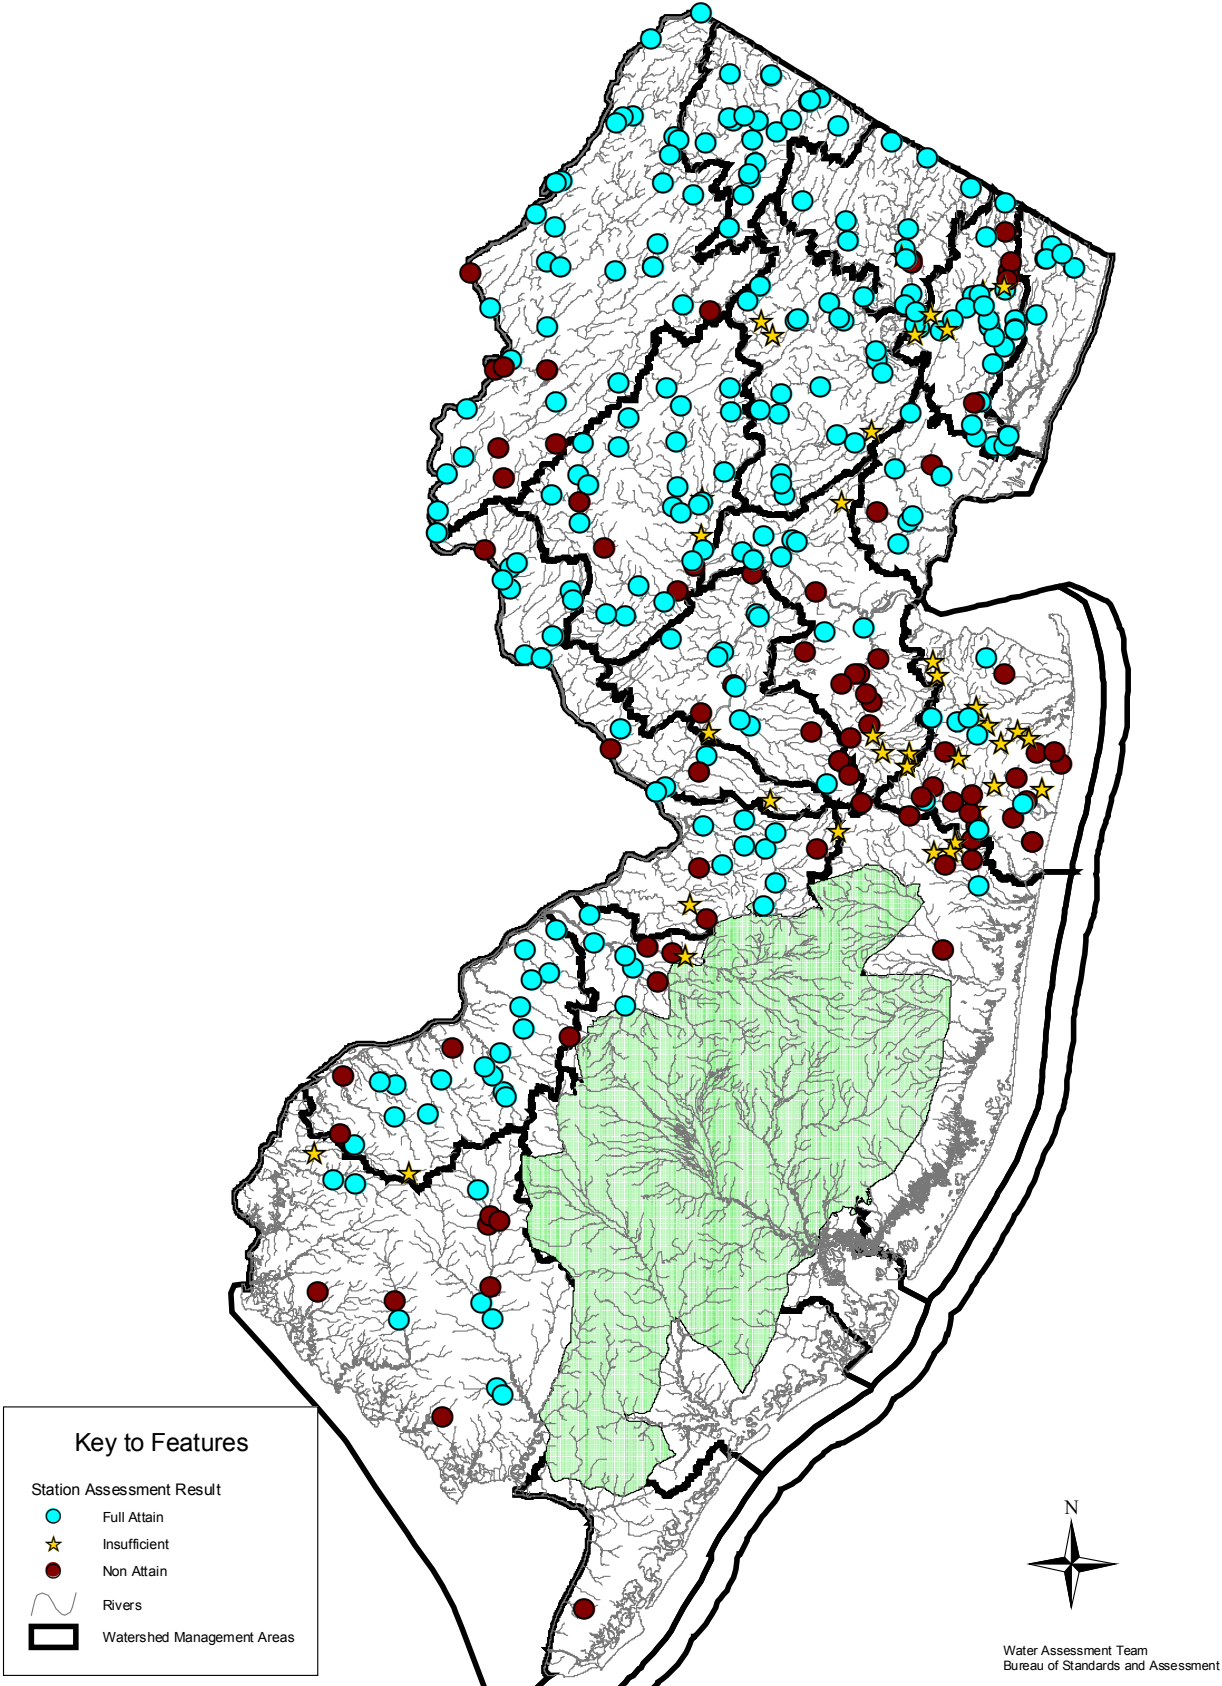 Key to Features
Station Assessment Result
Full Attain
Insufficient
Non Attain
Rivers
Watershed Management Areas
N
Water Assessment Team
Bureau of Standards and Assessment